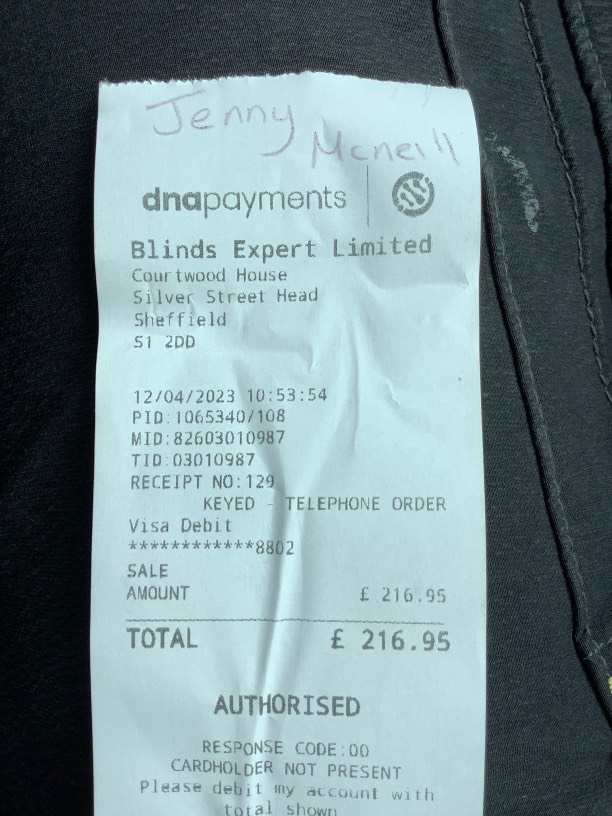 Jenny
Mcneill
dnapayments
Blinds Expert Limited
Courtwood House
Silver Street Head
Sheffield
S1 2DD
12/04/2023 10:53:54
PID:1065340/108
MID:82603010987
TID:03010987
RECEIPT NO:129
KEYED - TELEPHONE ORDER
Visa Debit
************8802
SALE
AMOUNT £ 216.95
TOTAL £ 216.95
AUTHORISED
RESPONSE CODE:00
CARDHOLDER NOT PRESENT
Please debit my account with
total shown